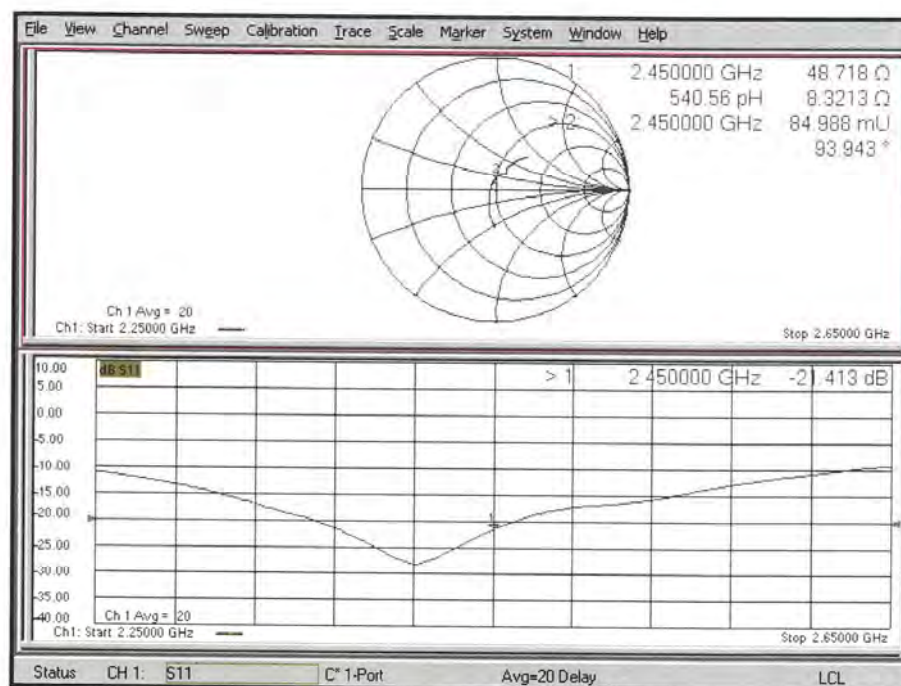 File View Channel Sweep Calibration Trace Scale Marker System Window Help
> 1: 2.450000 GHz 48.718 Ω
540.56 pH 8.3213 Ω
> 2: 2.450000 GHz 84.988 mU
93.943 °
Ch 1 Avg = 20
Ch1: Start 2.25000 GHz
Stop 2.65000 GHz
10.00 dB S11
> 1 2.450000 GHz -21.413 dB
5.00
0.00
-5.00
-10.00
-15.00
-20.00
1
-25.00
-30.00
-35.00
-40.00
Ch 1 Avg = 20
Ch1: Start 2.25000 GHz
Stop 2.65000 GHz
Status CH 1: S11 C* 1-Port Avg=20 Delay LCL